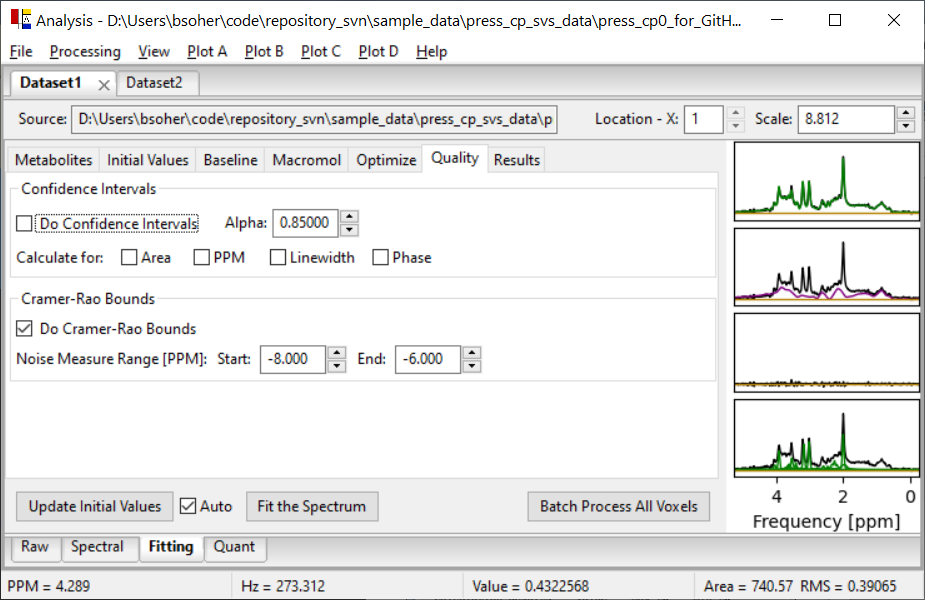 Analysis - D:\Users\bsoher\code\repository_svn\sample_data\press_cp_svs_data\press_cp0_for_GitH...
File Processing View Plot A Plot B Plot C Plot D Help
Dataset1 Dataset2
Source: D:\Users\bsoher\code\repository_svn\sample_data\press_cp_svs_data\p Location - X: 1 Scale: 8.812
Metabolites Initial Values Baseline Macromol Optimize Quality Results
Confidence Intervals
Do Confidence Intervals Alpha: 0.85000
Calculate for: Area PPM Linewidth Phase
Cramer-Rao Bounds
Do Cramer-Rao Bounds
Noise Measure Range [PPM]: Start: -8.000 End: -6.000
4 2 0
Frequency [ppm]
Update Initial Values Auto Fit the Spectrum Batch Process All Voxels
Raw Spectral Fitting Quant
PPM = 4.289 Hz = 273.312 Value = 0.4322568 Area = 740.57 RMS = 0.39065